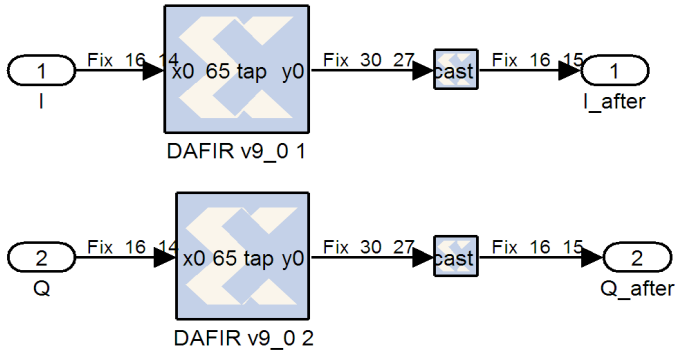 Fix_16_14
Fix_30_27
Fix_16_15
1
x0 65 tap y0
cast
1
I
I_after
DAFIR v9_0 1
Fix_16_14
Fix_30_27
Fix_16_15
2
x0 65 tap y0
cast
2
Q
Q_after
DAFIR v9_0 2